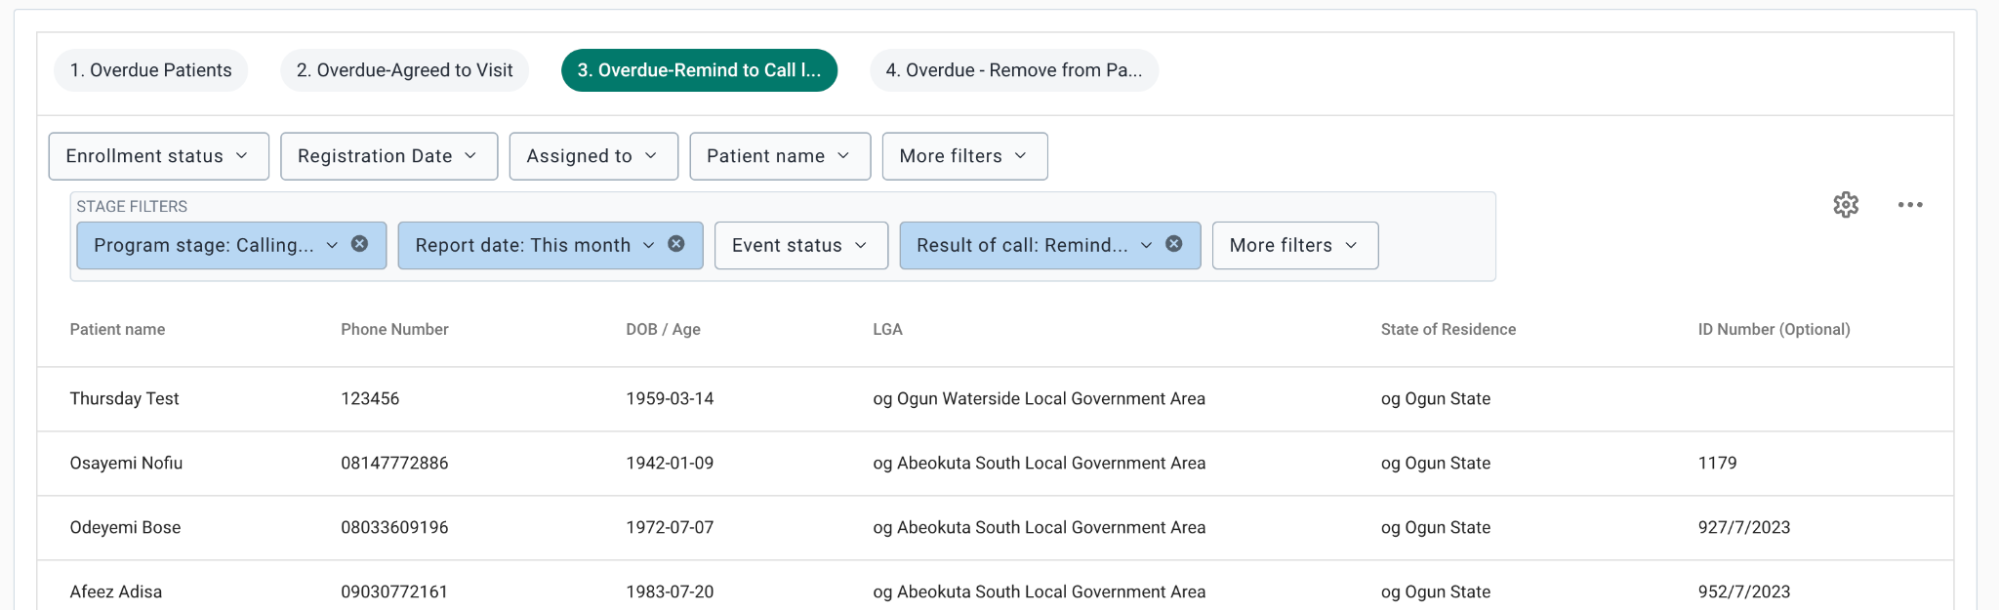 1. Overdue Patients 2. Overdue-Agreed to Visit 3. Overdue-Remind to Call l... 4. Overdue - Remove from Pa...
Enrollment status Registration Date Assigned to Patient name More filters
STAGE FILTERS
Program stage: Calling... Report date: This month Event status Result of call: Remind... More filters
Patient name Phone Number DOB / Age LGA State of Residence ID Number (Optional)
Thursday Test 123456 1959-03-14 og Ogun Waterside Local Government Area og Ogun State
Osayemi Nofiu 08147772886 1942-01-09 og Abeokuta South Local Government Area og Ogun State 1179
Odeyemi Bose 08033609196 1972-07-07 og Abeokuta South Local Government Area og Ogun State 927/7/2023
Afeez Adisa 09030772161 1983-07-20 og Abeokuta South Local Government Area og Ogun State 952/7/2023